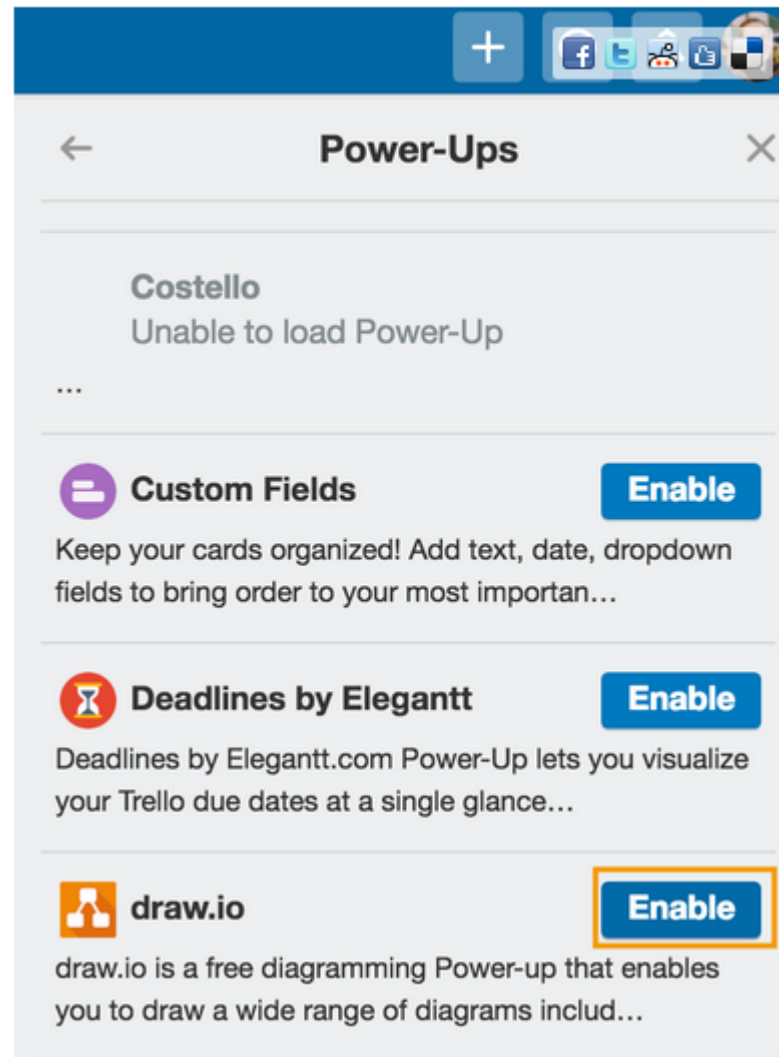 Power-Ups
Costello
Unable to load Power-Up
...
Custom Fields
Enable
Keep your cards organized! Add text, date, dropdown
fields to bring order to your most importan...
Deadlines by Elegantt
Enable
Deadlines by Elegantt.com Power-Up lets you visualize
your Trello due dates at a single glance...
draw.io
Enable
draw.io is a free diagramming Power-up that enables
you to draw a wide range of diagrams includ...